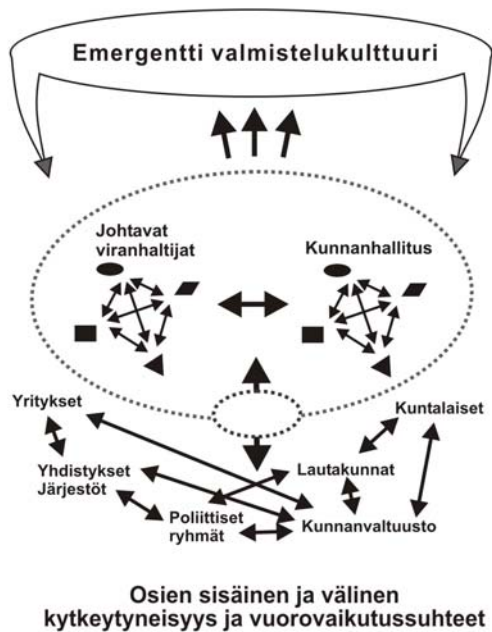 Emergentti valmistelukulttuuri
Johtavat
viranhaltijat
Kunnanhallitus
Yritykset
Kuntalaiset
Yhdistykset
Järjestöt
Lautakunnat
Poliittiset
ryhmät
Kunnanvaltuusto
Osien sisäinen ja välinen
kytkeytyneisyys ja vuorovaikutussuhteet